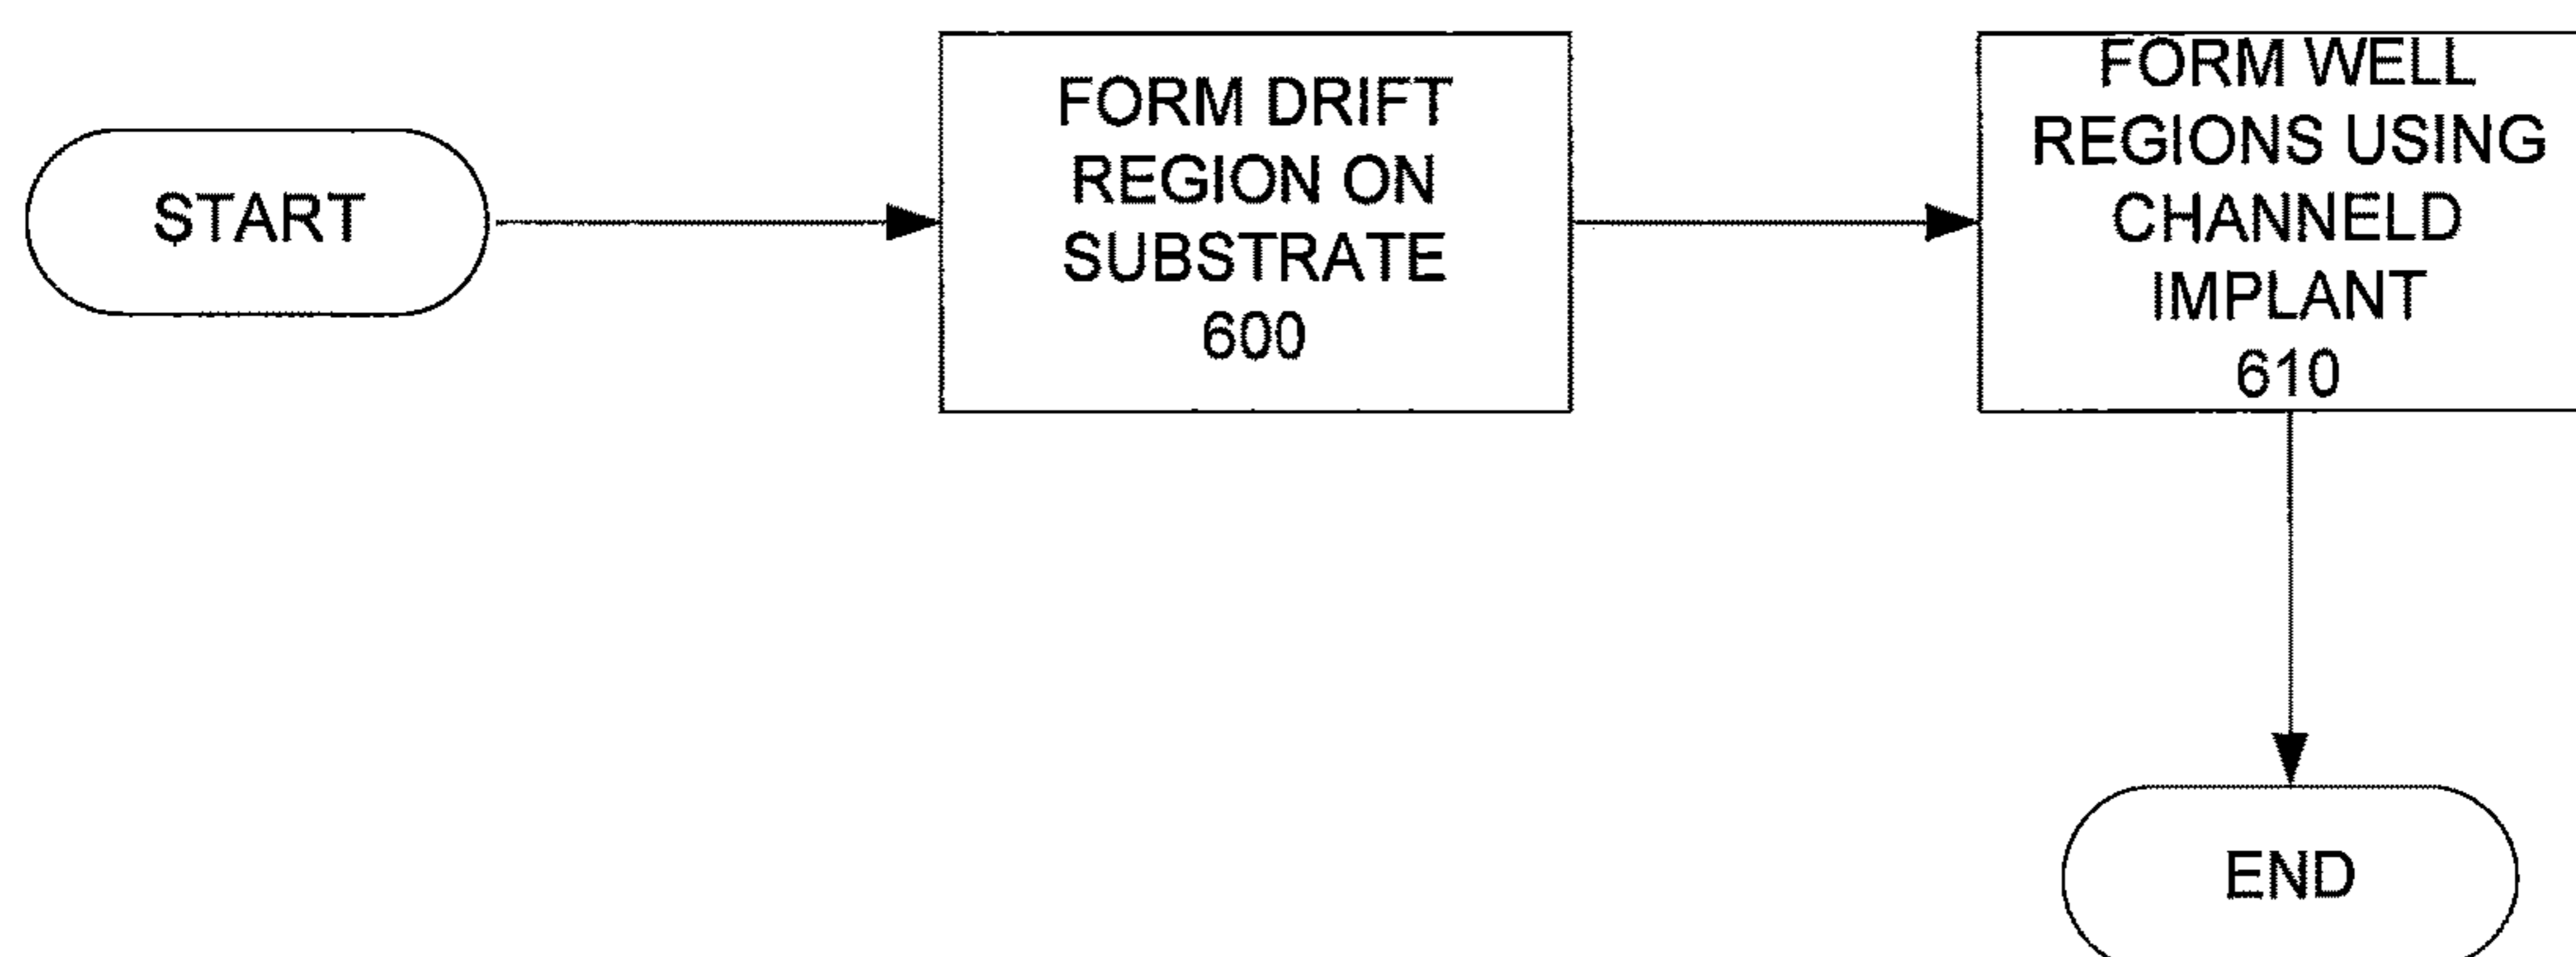 START
FORM DRIFT
REGION ON
SUBSTRATE
600
FORM WELL
REGIONS USING
CHANNELD
IMPLANT
610
END